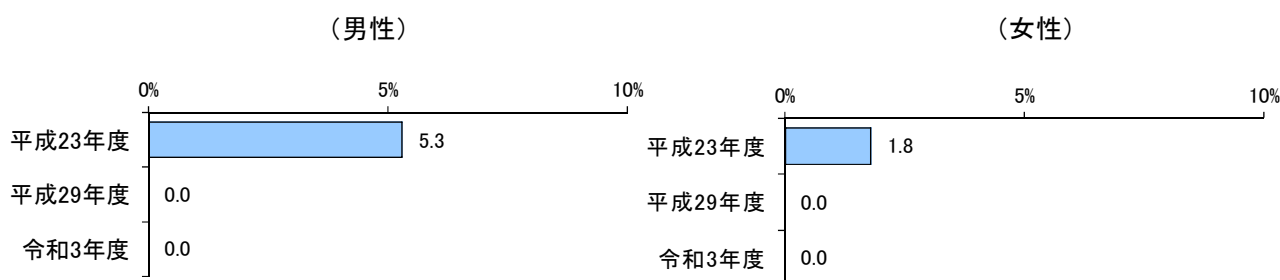 （男性）
0% 5% 10%
平成23年度 5.3
平成29年度 0.0
令和3年度 0.0
（女性）
0% 5% 10%
平成23年度 1.8
平成29年度 0.0
令和3年度 0.0